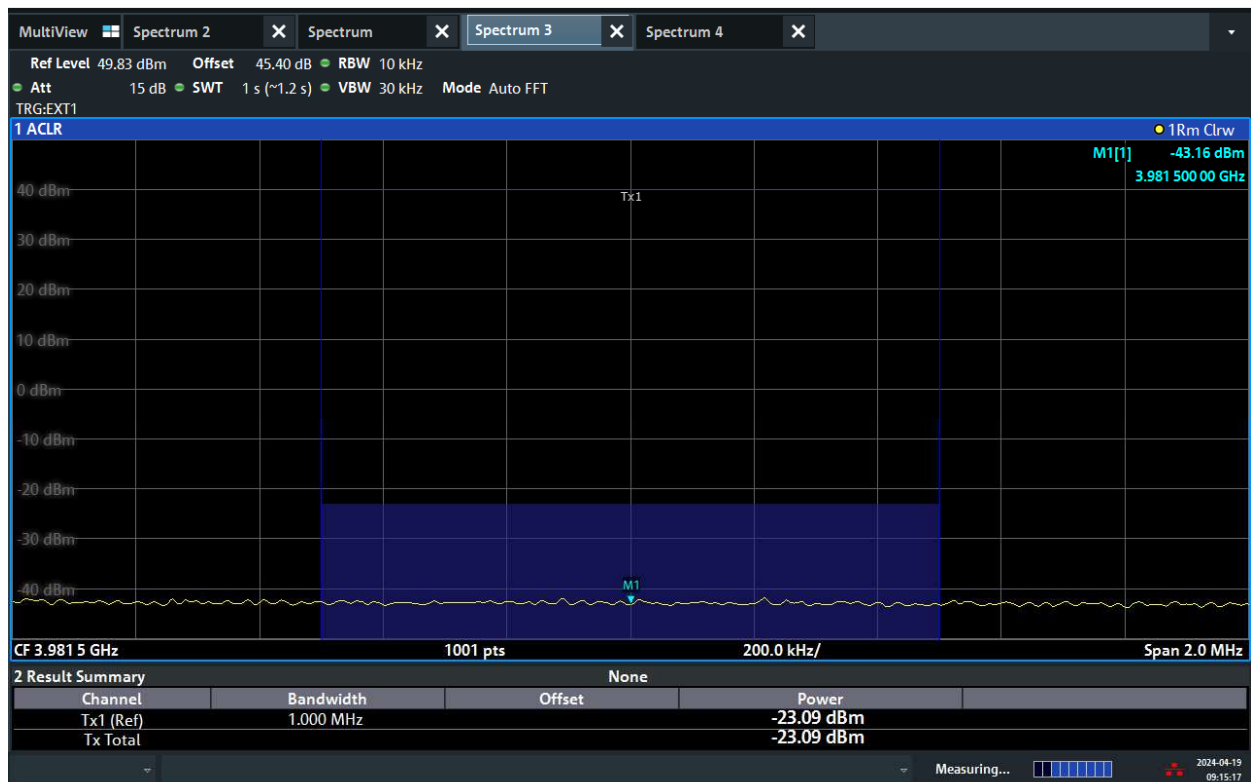 MultiView Spectrum 2 Spectrum Spectrum 3 Spectrum 4
Ref Level 49.83 dBm Offset 45.40 dB RBW 10 kHz
Att 15 dB SWT 1 s (~1.2 s) VBW 30 kHz Mode Auto FFT
TRG:EXT1
1 ACLR 1Rm Clrw
M1[1] -43.16 dBm
3.981 500 00 GHz
40 dBm
Tx1
30 dBm
20 dBm
10 dBm
0 dBm
-10 dBm
-20 dBm
-30 dBm
-40 dBm
M1
CF 3.981 5 GHz 1001 pts 200.0 kHz/ Span 2.0 MHz
2 Result Summary None
Channel Bandwidth Offset Power
Tx1 (Ref) 1.000 MHz -23.09 dBm
Tx Total -23.09 dBm
Measuring... 2024-04-19
09:15:17